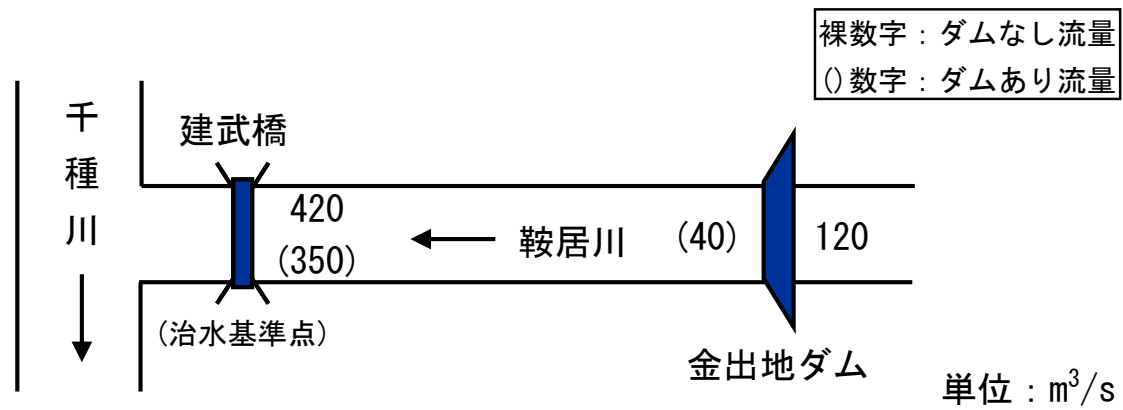 裸数字：ダムなし流量
()数字：ダムあり流量
千種川
建武橋
420
(350)
鞍居川
(40)
120
(治水基準点)
金出地ダム
単位：m³/s